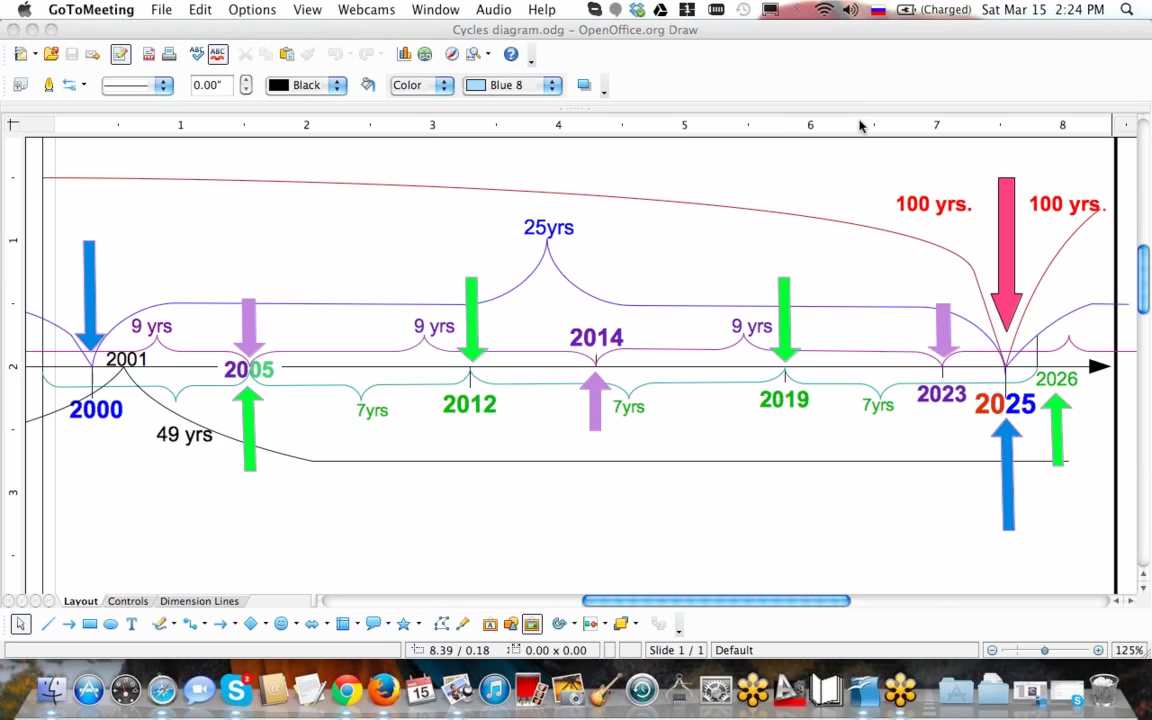 GoToMeeting File Edit Options View Webcams Window Audio Help (Charged) Sat Mar 15 2:24 PM
Cycles diagram.odg - OpenOffice.org Draw
0.00" Black Color Blue 8
1 2 3 4 5 6 7 8
100 yrs. 100 yrs.
25yrs
1
9 yrs 9 yrs 2014 9 yrs
2001
2 2005 2026
2000 2012 7yrs 7yrs 2019 7yrs 2023 2025
49 yrs
3
Layout Controls Dimension Lines
8.39 / 0.18 0.00 x 0.00 Slide 1 / 1 Default 125%